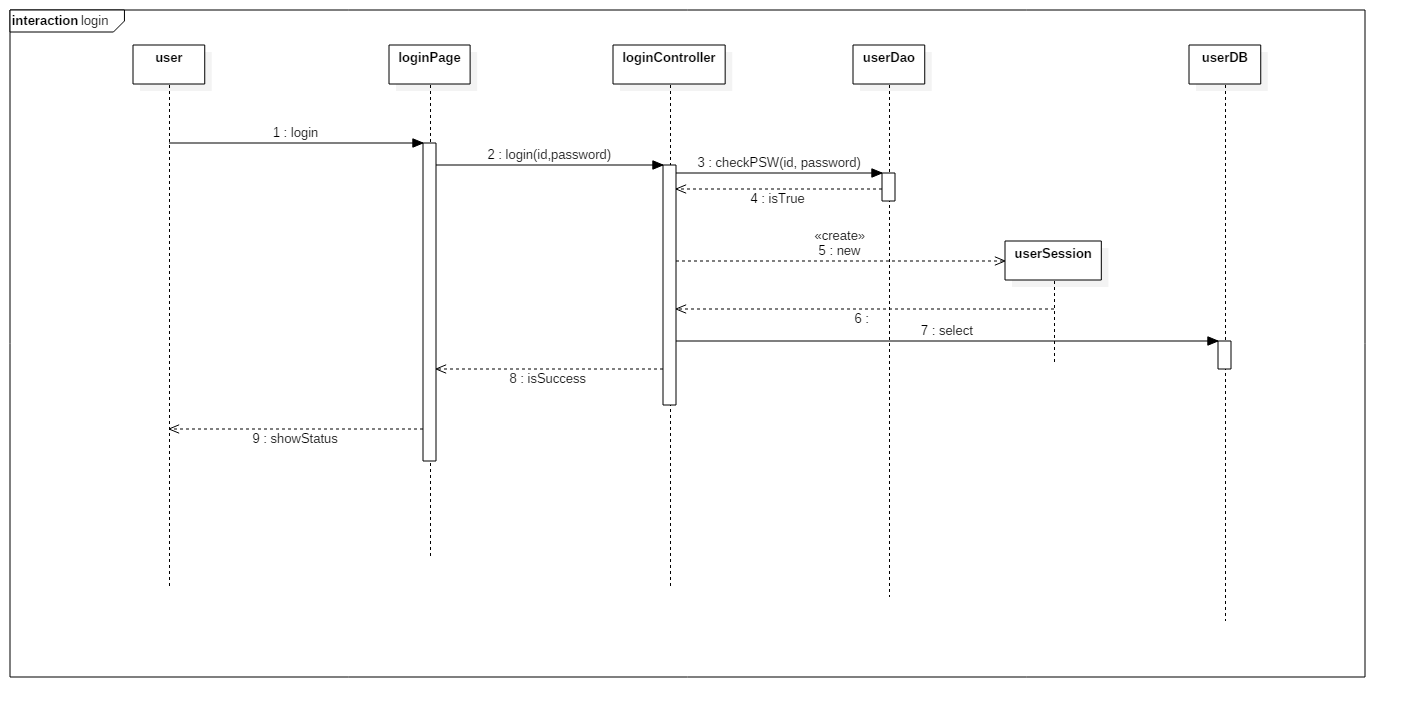 interaction login
user
loginPage
loginController
userDao
userDB
1 : login
2 : login(id,password)
3 : checkPSW(id, password)
4 : isTrue
«create»
5 : new
userSession
6 :
7 : select
8 : isSuccess
9 : showStatus